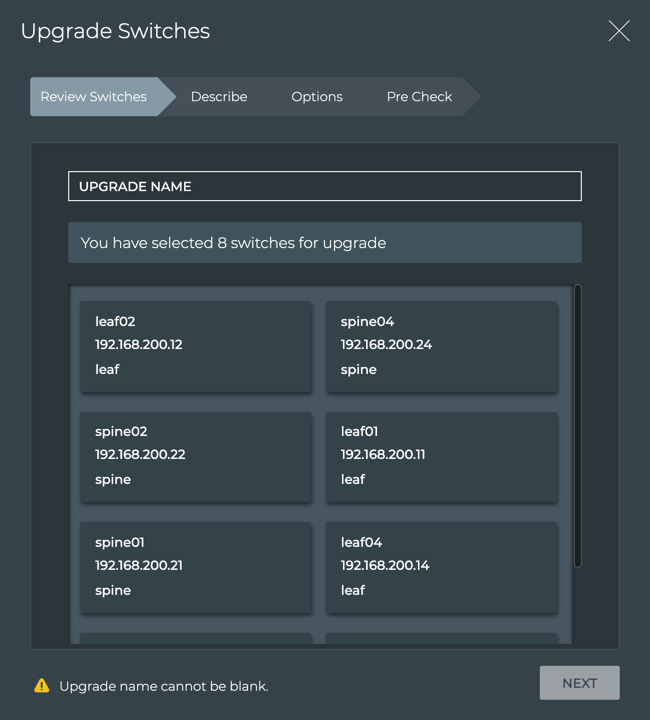 Upgrade Switches
Review Switches
Describe
Options
Pre Check
UPGRADE NAME
You have selected 8 switches for upgrade
leaf02
192.168.200.12
leaf
spine04
192.168.200.24
spine
spine02
192.168.200.22
spine
leaf01
192.168.200.11
leaf
spine01
192.168.200.21
spine
leaf04
192.168.200.14
leaf
Upgrade name cannot be blank.
NEXT